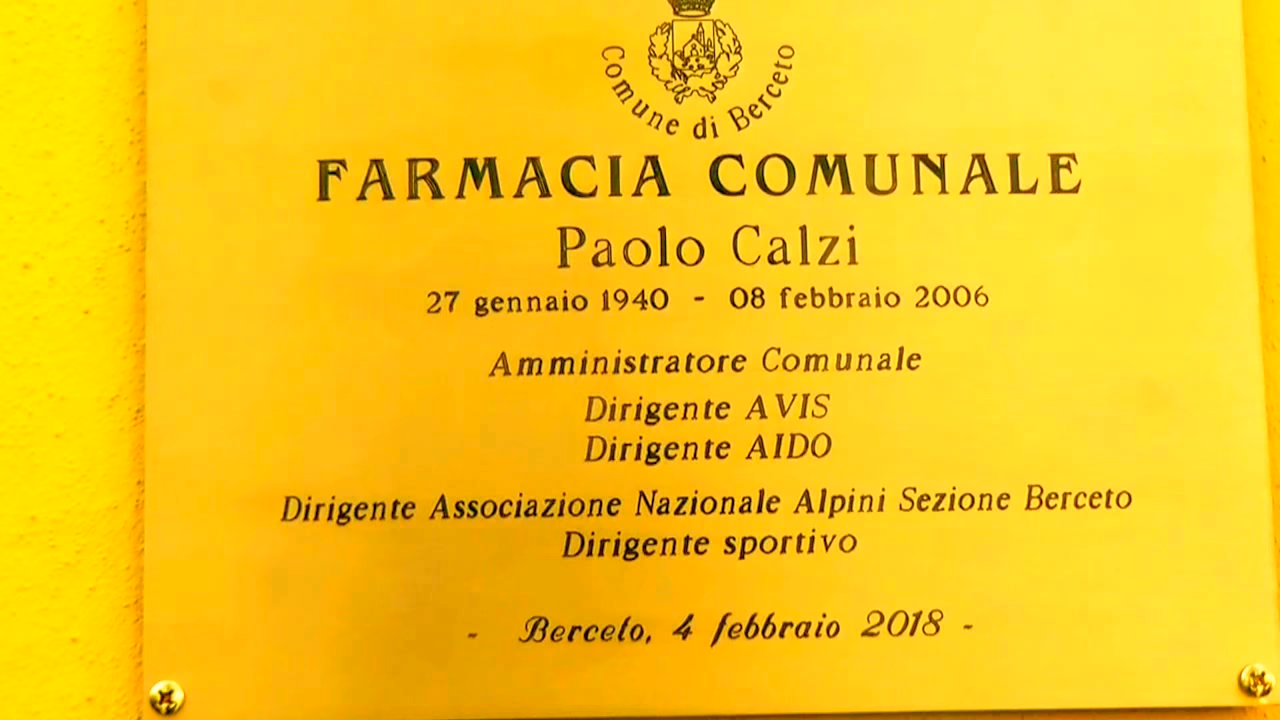 Comune di Berceto
FARMACIA COMUNALE
Paolo Calzi
27 gennaio 1940 - 08 febbraio 2006
Amministratore Comunale
Dirigente AVIS
Dirigente AIDO
Dirigente Associazione Nazionale Alpini Sezione Berceto
Dirigente sportivo
- Berceto, 4 febbraio 2018 -